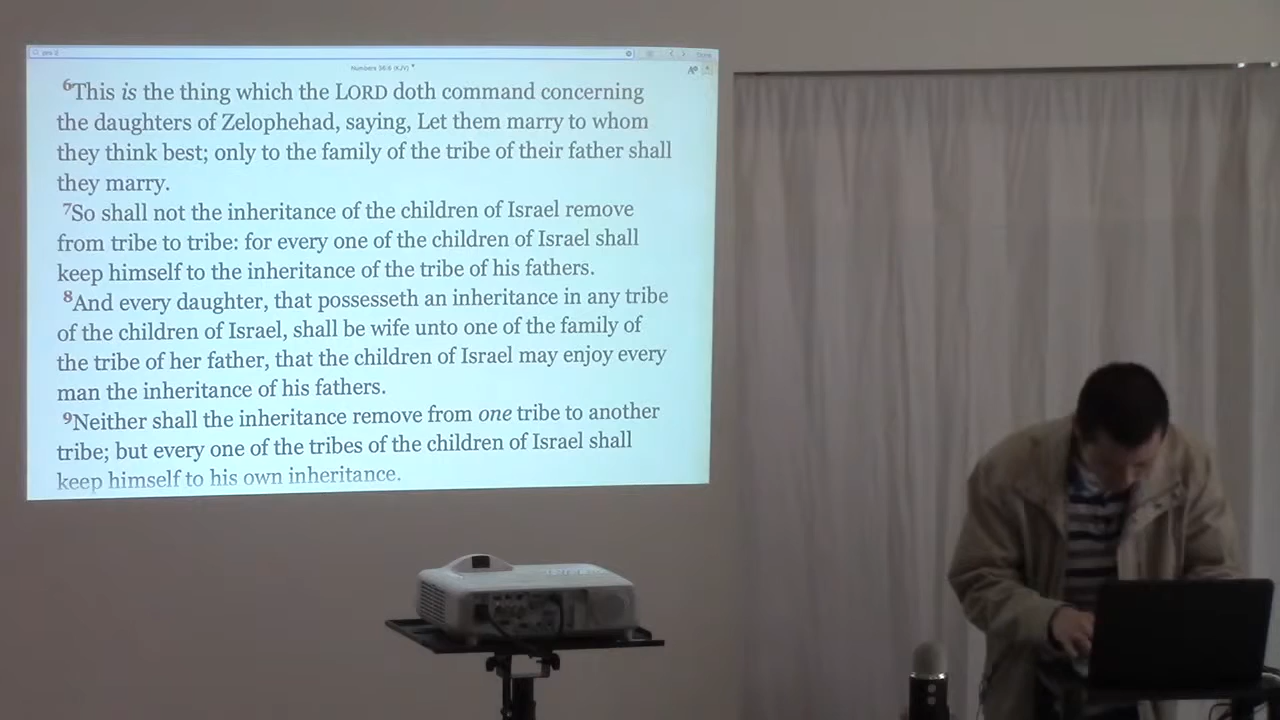 Numbers 36:6 (KJV)
6This is the thing which the LORD doth command concerning
the daughters of Zelophehad, saying, Let them marry to whom
they think best; only to the family of the tribe of their father shall
they marry.
7So shall not the inheritance of the children of Israel remove
from tribe to tribe: for every one of the children of Israel shall
keep himself to the inheritance of the tribe of his fathers.
8And every daughter, that possesseth an inheritance in any tribe
of the children of Israel, shall be wife unto one of the family of
the tribe of her father, that the children of Israel may enjoy every
man the inheritance of his fathers.
9Neither shall the inheritance remove from one tribe to another
tribe; but every one of the tribes of the children of Israel shall
keep himself to his own inheritance.